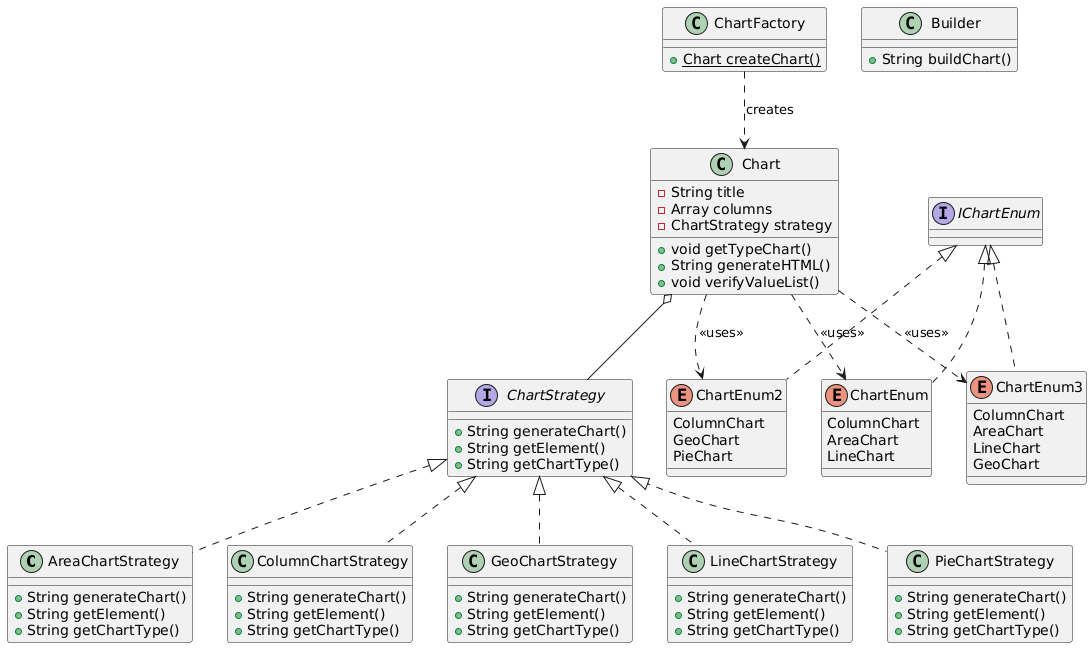 C ChartFactory
Chart createChart()
C Builder
String buildChart()
creates
C Chart
String title
Array columns
ChartStrategy strategy
void getTypeChart()
String generateHTML()
void verifyValueList()
I IChartEnum
«uses»
«uses»
«uses»
I ChartStrategy
String generateChart()
String getElement()
String getChartType()
E ChartEnum2
ColumnChart
GeoChart
PieChart
E ChartEnum
ColumnChart
AreaChart
LineChart
E ChartEnum3
ColumnChart
AreaChart
LineChart
GeoChart
C AreaChartStrategy
String generateChart()
String getElement()
String getChartType()
C ColumnChartStrategy
String generateChart()
String getElement()
String getChartType()
C GeoChartStrategy
String generateChart()
String getElement()
String getChartType()
C LineChartStrategy
String generateChart()
String getElement()
String getChartType()
C PieChartStrategy
String generateChart()
String getElement()
String getChartType()